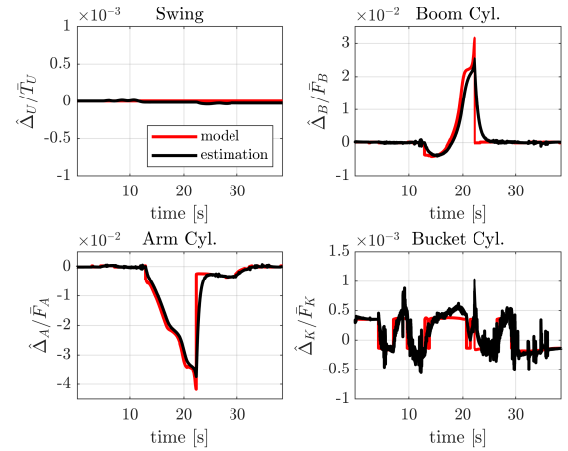 ×10⁻³ Swing
1
0.5
0
-0.5
-1
Δ̂_U/T̄_U
model
estimation
10 20 30
time [s]
×10⁻² Boom Cyl.
3
2
1
0
-1
Δ̂_B/F̄_B
10 20 30
time [s]
×10⁻² Arm Cyl.
0
-1
-2
-3
-4
Δ̂_A/F̄_A
10 20 30
time [s]
×10⁻³ Bucket Cyl.
1.5
1
0.5
0
-0.5
-1
Δ̂_K/F̄_K
10 20 30
time [s]